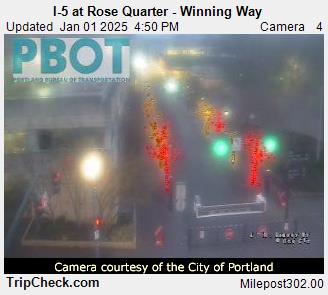 I-5 at Rose Quarter - Winning Way
Updated Jan 01 2025 4:50 PM Camera 4
PBOT
PORTLAND BUREAU OF TRANSPORTATION
Camera courtesy of the City of Portland
TripCheck.com Milepost302.00